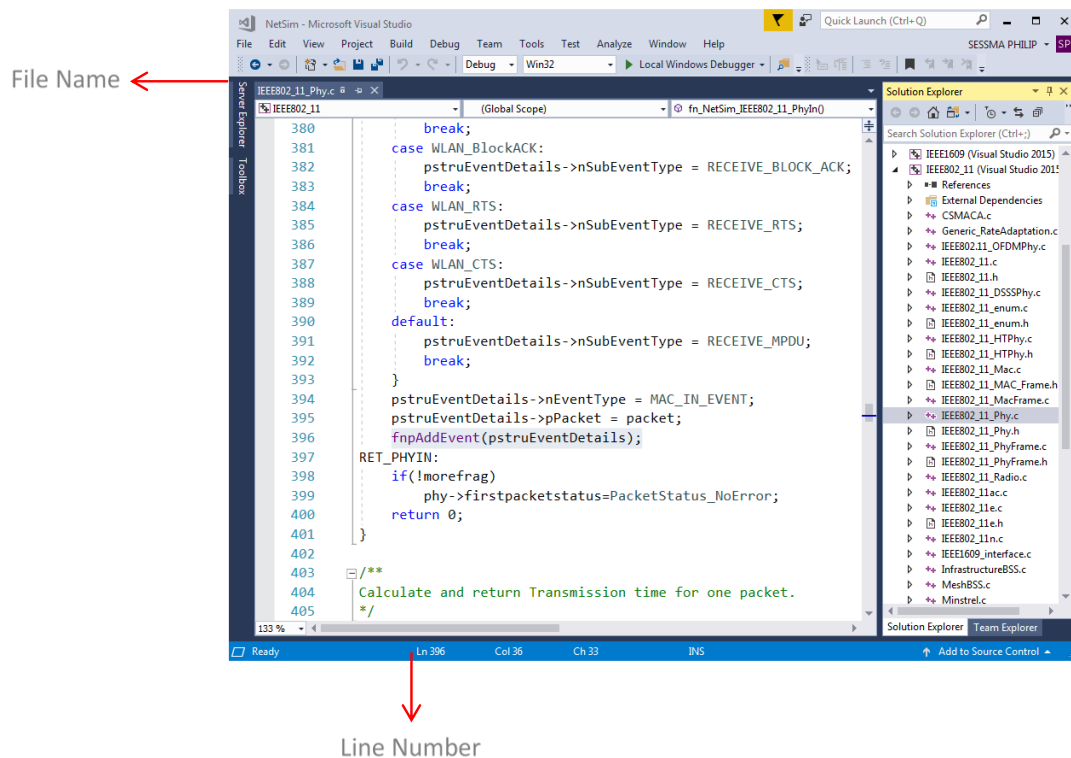 NetSim - Microsoft Visual Studio
Quick Launch (Ctrl+Q)
File Edit View Project Build Debug Team Tools Test Analyze Window Help
SESSMA PHILIP
SP
Debug
Win32
Local Windows Debugger
File Name
Server Explorer
Toolbox
IEEE802_11_Phy.c
IEEE802_11
(Global Scope)
fn_NetSim_IEEE802_11_PhyIn()
380 break;
381 case WLAN_BlockACK:
382 pstruEventDetails->nSubEventType = RECEIVE_BLOCK_ACK;
383 break;
384 case WLAN_RTS:
385 pstruEventDetails->nSubEventType = RECEIVE_RTS;
386 break;
387 case WLAN_CTS:
388 pstruEventDetails->nSubEventType = RECEIVE_CTS;
389 break;
390 default:
391 pstruEventDetails->nSubEventType = RECEIVE_MPDU;
392 break;
393 }
394 pstruEventDetails->nEventType = MAC_IN_EVENT;
395 pstruEventDetails->pPacket = packet;
396 fnpAddEvent(pstruEventDetails);
397 RET_PHYIN:
398 if(!morefrag)
399 phy->firstpacketstatus=PacketStatus_NoError;
400 return 0;
401 }
402
403 /**
404 Calculate and return Transmission time for one packet.
405 */
133 %
Solution Explorer
Search Solution Explorer (Ctrl+;)
IEEE1609 (Visual Studio 2015)
IEEE802_11 (Visual Studio 2015
References
External Dependencies
CSMACA.c
Generic_RateAdaptation.c
IEEE802.11_OFDMPhy.c
IEEE802_11.c
IEEE802_11.h
IEEE802_11_DSSSPhy.c
IEEE802_11_enum.c
IEEE802_11_enum.h
IEEE802_11_HTPhy.c
IEEE802_11_HTPhy.h
IEEE802_11_Mac.c
IEEE802_11_MAC_Frame.h
IEEE802_11_MacFrame.c
IEEE802_11_Phy.c
IEEE802_11_Phy.h
IEEE802_11_PhyFrame.c
IEEE802_11_PhyFrame.h
IEEE802_11_Radio.c
IEEE802_11ac.c
IEEE802_11e.c
IEEE802_11e.h
IEEE802_11n.c
IEEE1609_interface.c
InfrastructureBSS.c
MeshBSS.c
Minstrel.c
Solution Explorer Team Explorer
Ready Ln 396 Col 36 Ch 33 INS Add to Source Control
Line Number